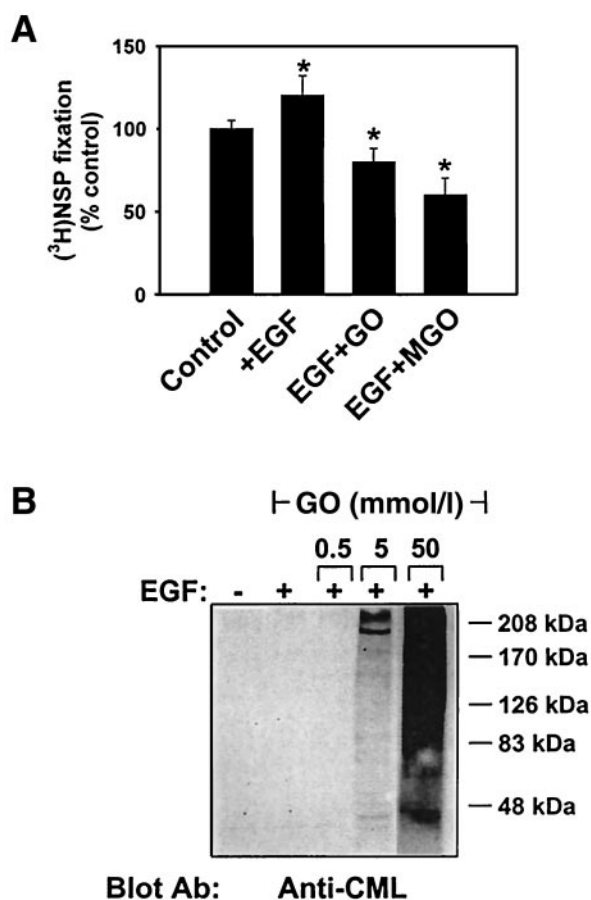 A
(³H)NSP fixation
(% control)
150
100
50
0
*
*
*
Control
+EGF
EGF+GO
EGF+MGO
B
GO (mmol/l)
0.5 5 50
EGF: - + + + +
208 kDa
170 kDa
126 kDa
83 kDa
48 kDa
Blot Ab: Anti-CML